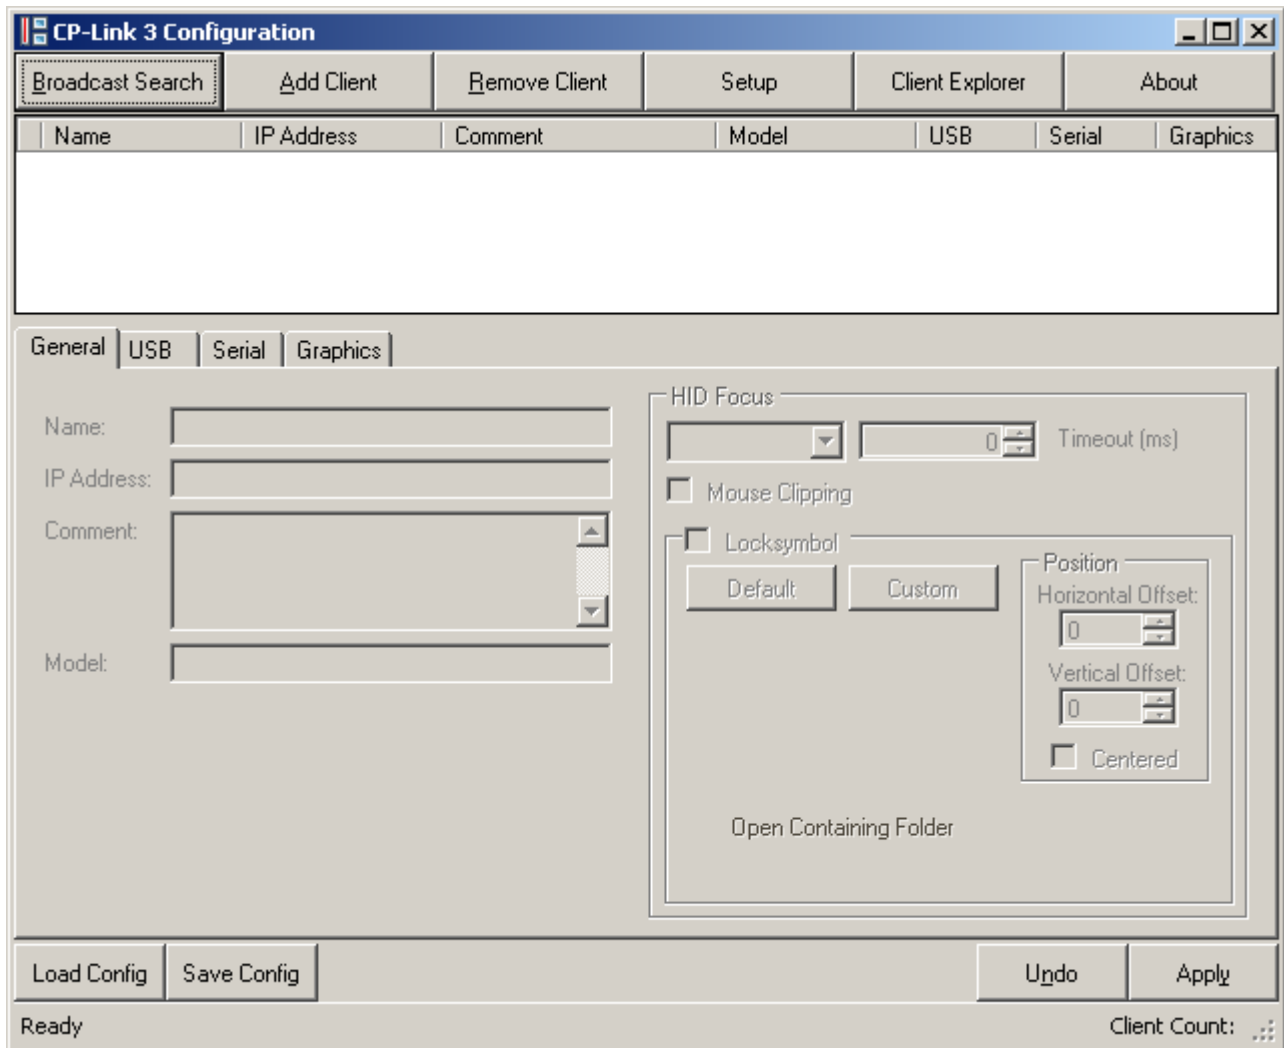 CP-Link 3 Configuration
Broadcast Search Add Client Remove Client Setup Client Explorer About
Name IP Address Comment Model USB Serial Graphics
General USB Serial Graphics
HID Focus
Name:
0 Timeout (ms)
IP Address:
Mouse Clipping
Comment:
Locksymbol
Position
Default Custom
Horizontal Offset:
0
Model:
Vertical Offset:
0
Centered
Open Containing Folder
Load Config Save Config Undo Apply
Ready Client Count: